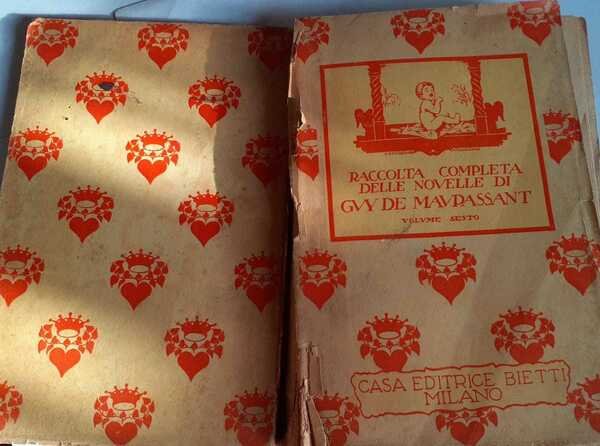 RACCOLTA COMPLETA
DELLE NOVELLE DI
GVY DE MAVPASSANT
VOLVME SESTO
CASA EDITRICE BIETTI
MILANO